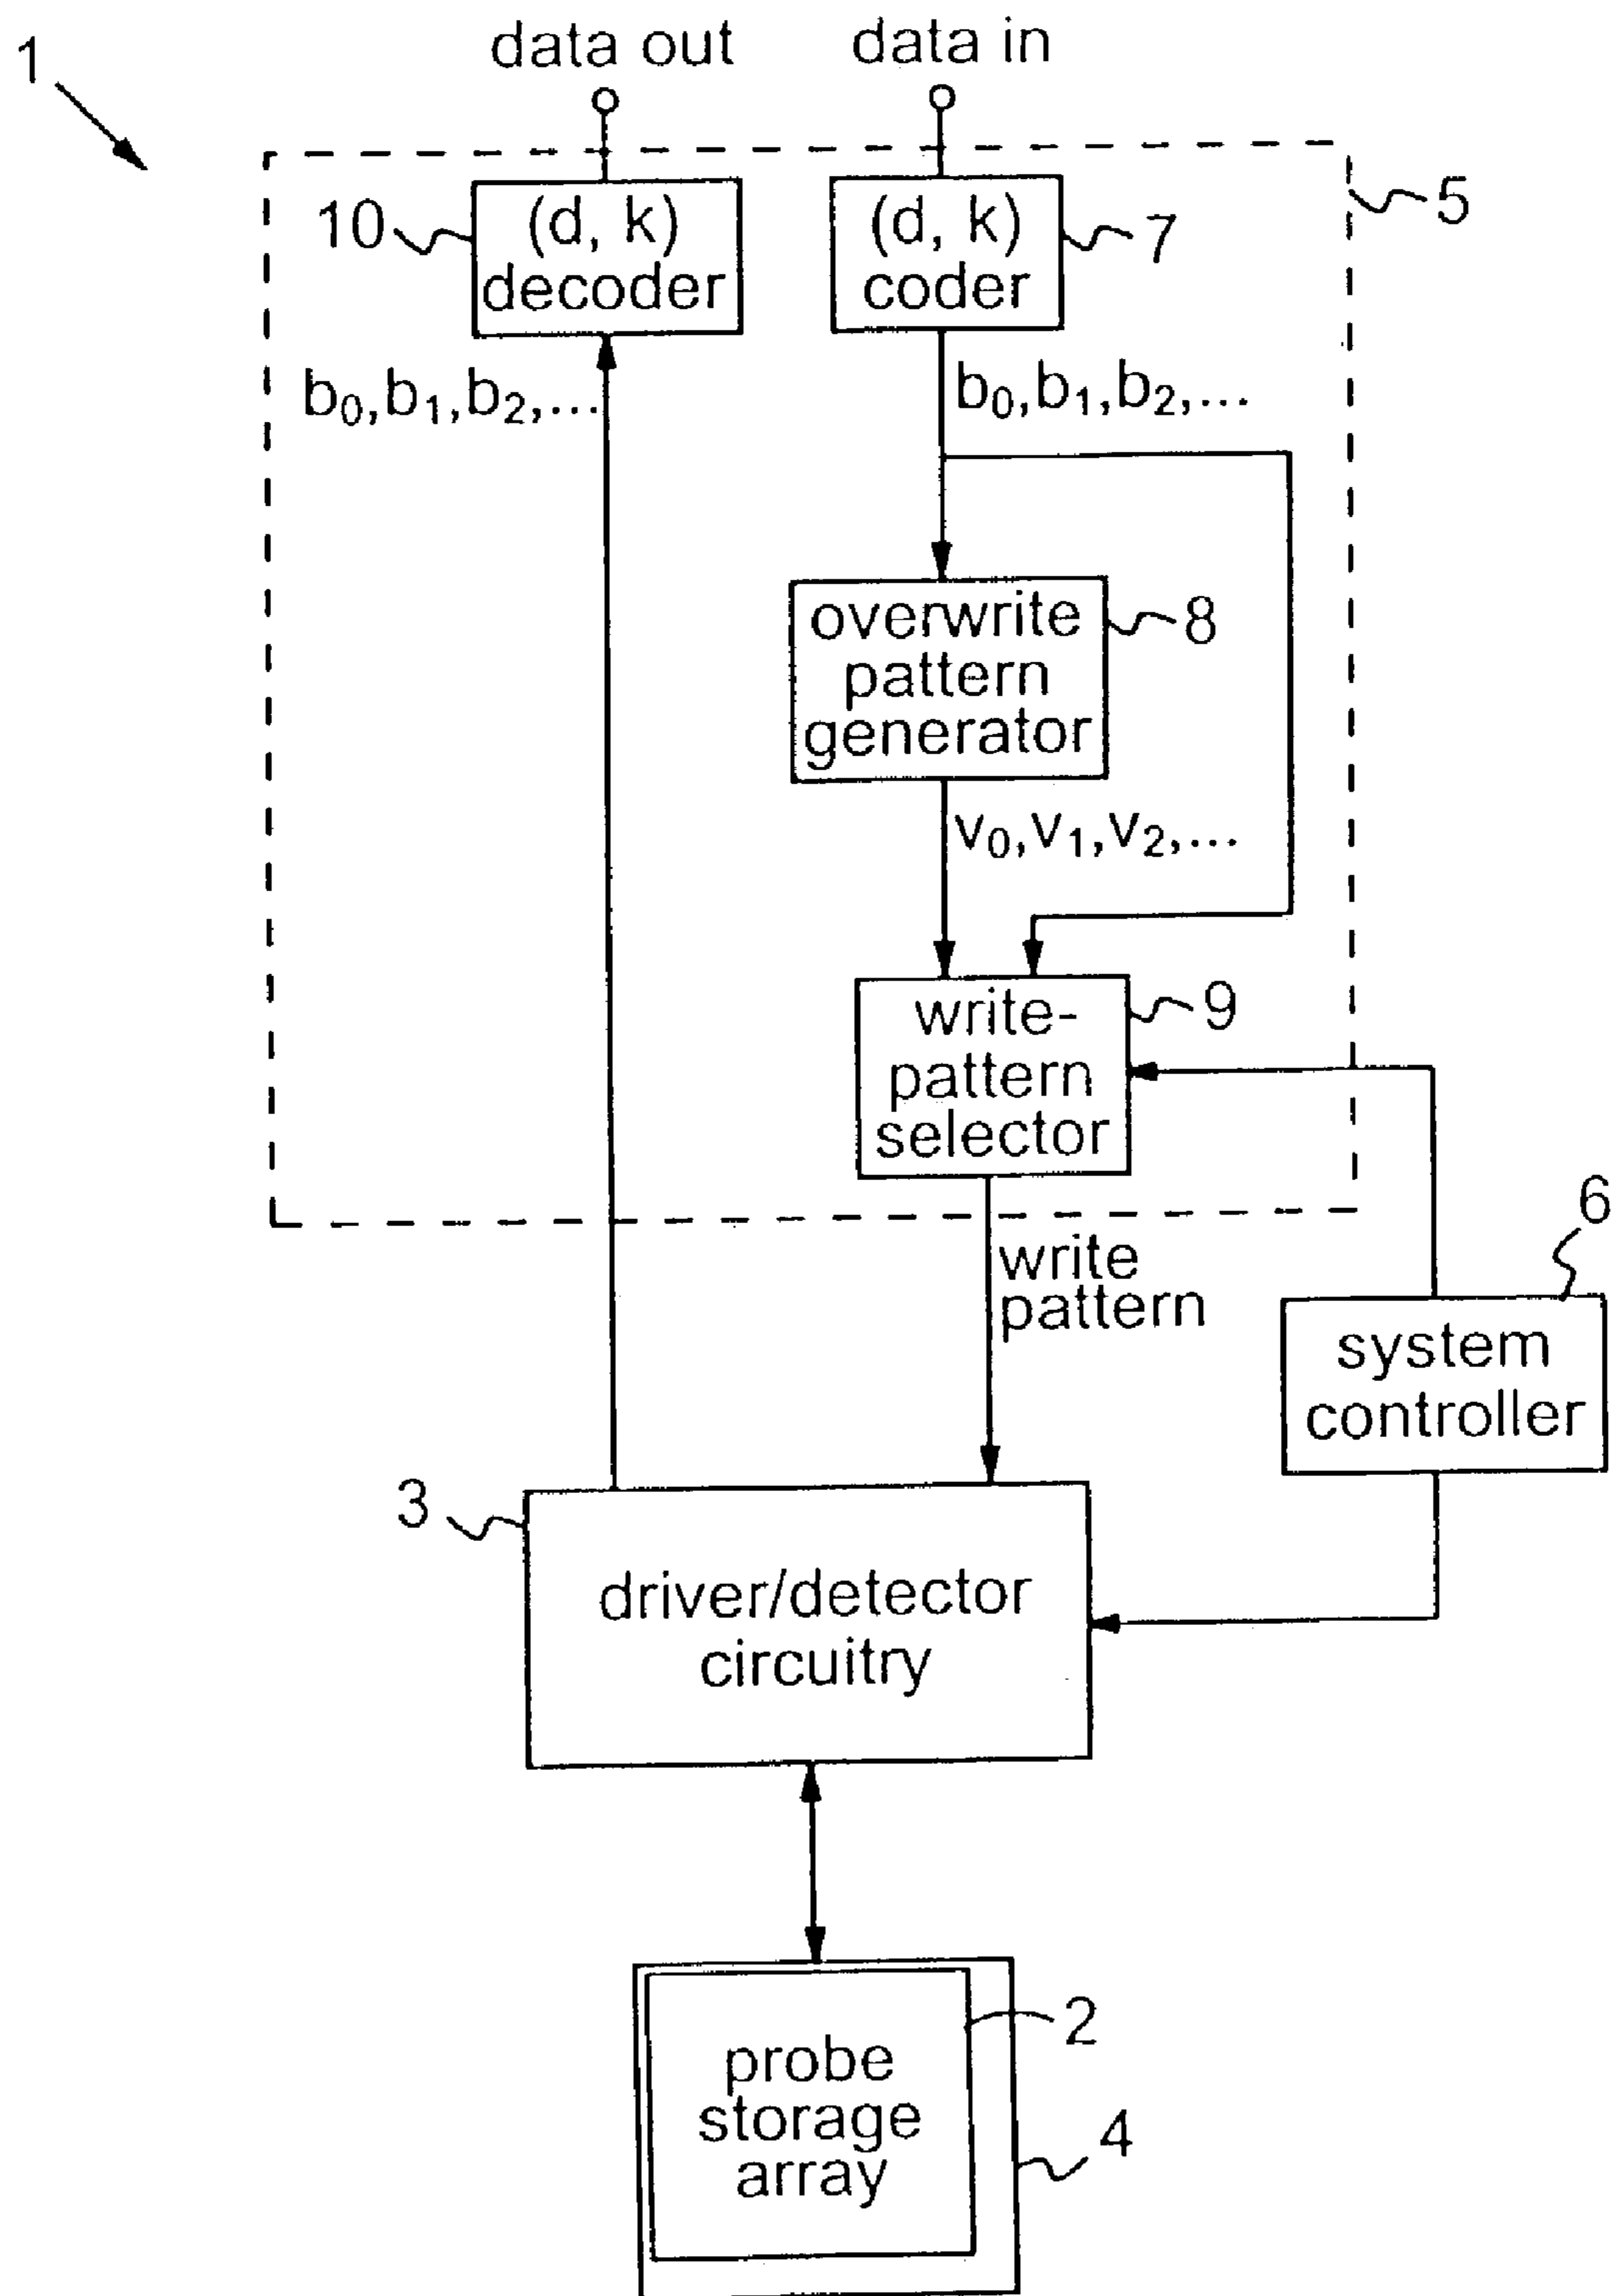 1
data out
data in
5
10
(d, k)
decoder
(d, k)
coder
7
b₀,b₁,b₂,...
b₀,b₁,b₂,...
overwrite
pattern
generator
8
v₀,v₁,v₂,...
write-
pattern
selector
9
write
pattern
6
system
controller
3
driver/detector
circuitry
2
probe
storage
array
4